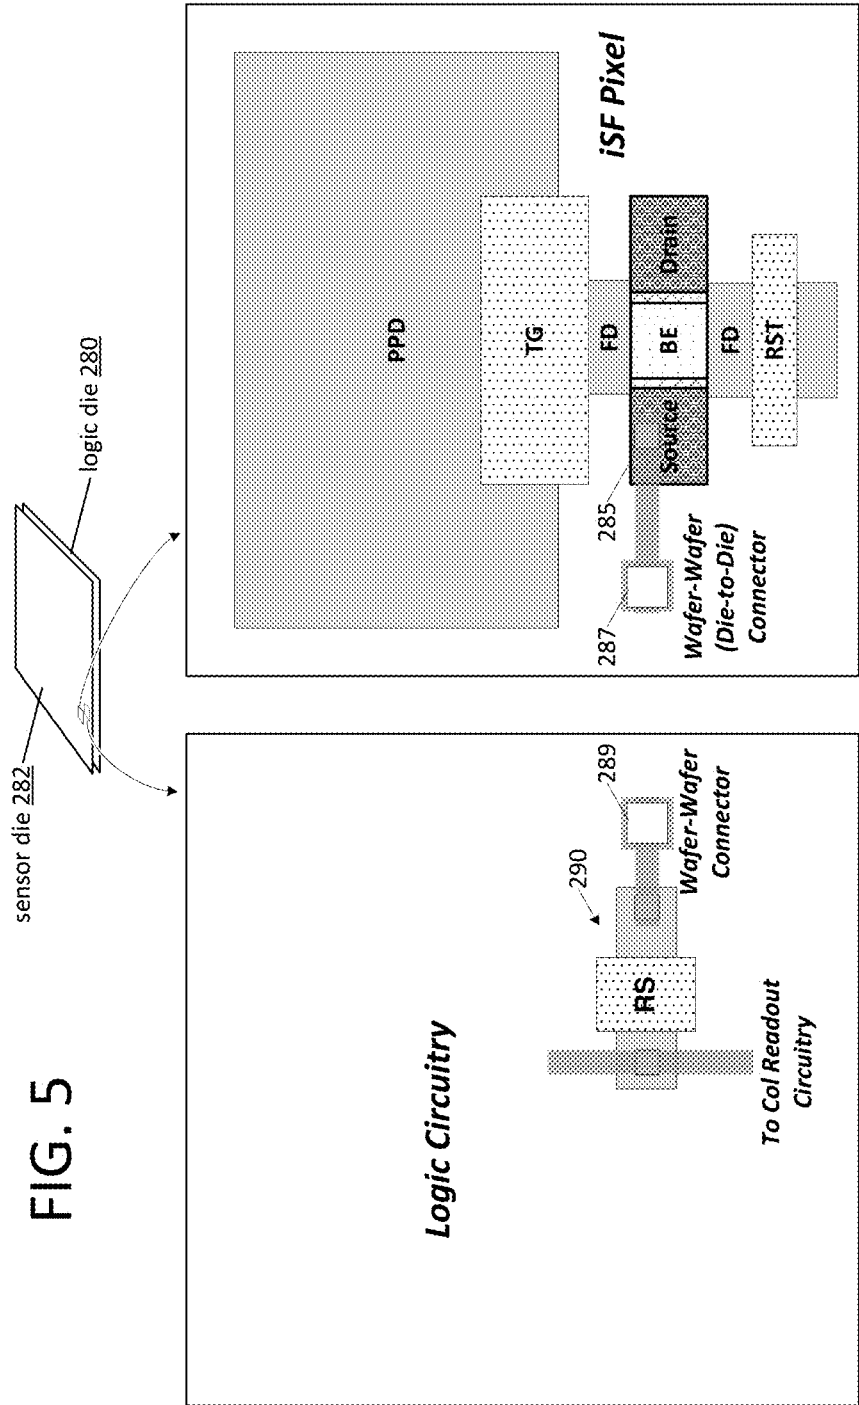 FIG. 5
sensor die 282
logic die 280
Logic Circuitry
290
289
RS
Wafer-Wafer
Connector
To Col Readout
Circuitry
iSF Pixel
PPD
TG
FD
285
Source
BE
Drain
287
FD
RST
Wafer-Wafer
(Die-to-Die)
Connector